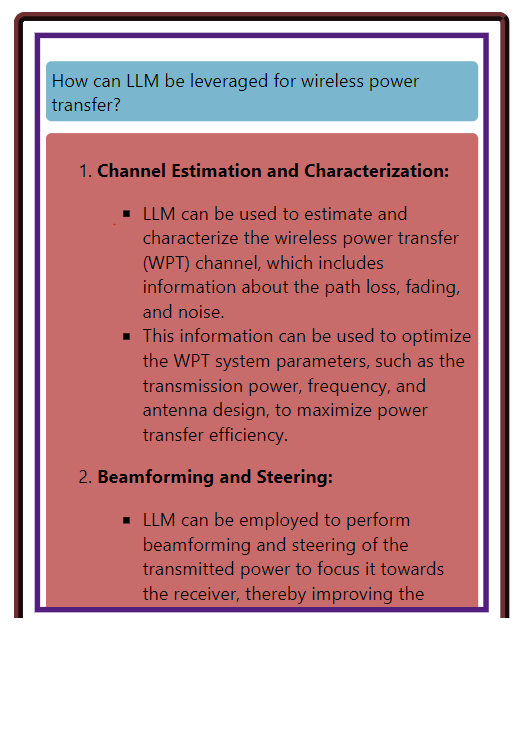 How can LLM be leveraged for wireless power
transfer?
1. Channel Estimation and Characterization:
▪ LLM can be used to estimate and
characterize the wireless power transfer
(WPT) channel, which includes
information about the path loss, fading,
and noise.
▪ This information can be used to optimize
the WPT system parameters, such as the
transmission power, frequency, and
antenna design, to maximize power
transfer efficiency.
2. Beamforming and Steering:
▪ LLM can be employed to perform
beamforming and steering of the
transmitted power to focus it towards
the receiver, thereby improving the